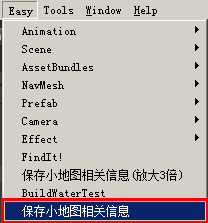 Easy Tools Window Help
Animation
Scene
AssetBundles
NavMesh
Prefab
Camera
Effect
FindIt!
保存小地图相关信息(放大3倍)
BuildWaterTest
保存小地图相关信息